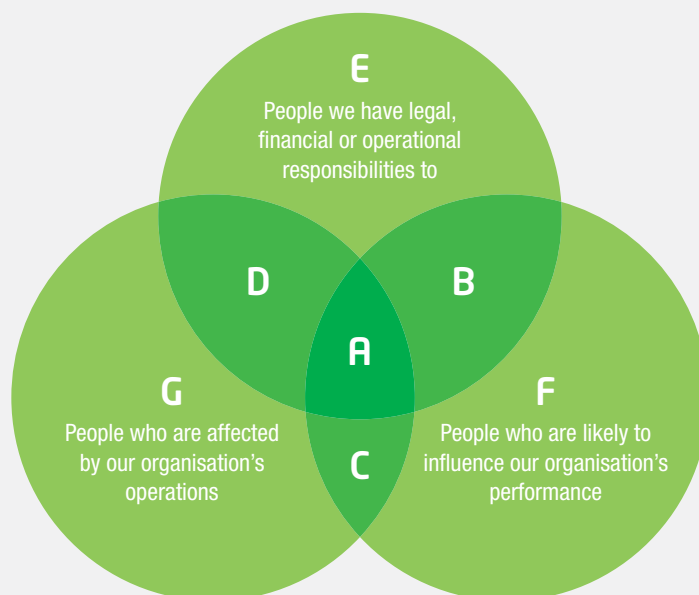 E
People we have legal,
financial or operational
responsibilities to
D
B
A
G
People who are affected
by our organisation's
operations
F
People who are likely to
influence our organisation's
performance
C